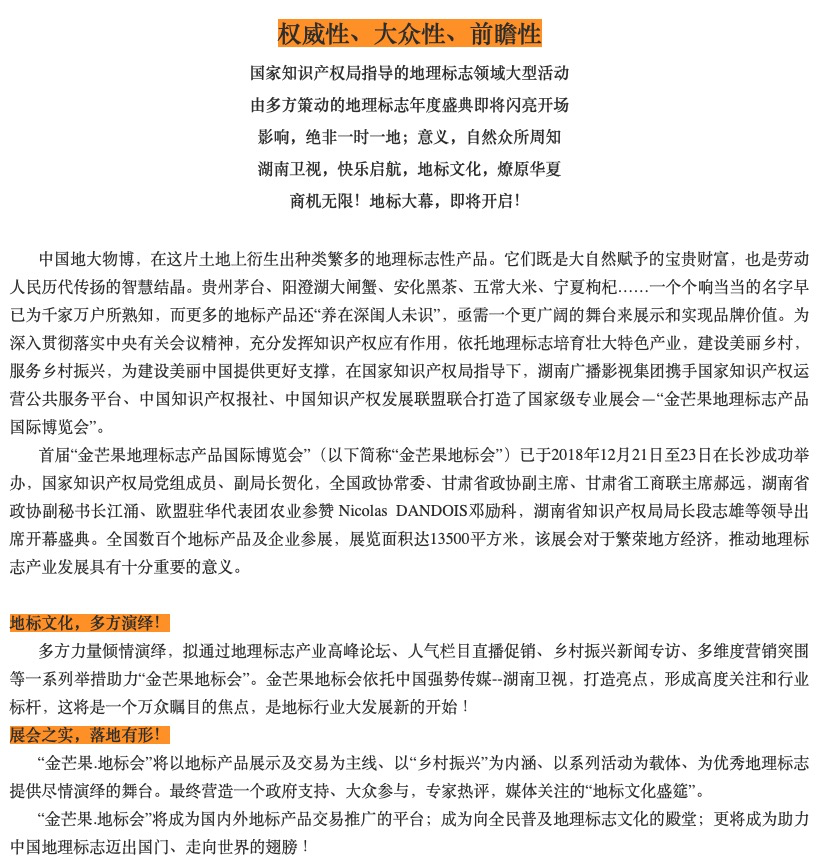 权威性、大众性、前瞻性
国家知识产权局指导的地理标志领域大型活动
由多方策动的地理标志年度盛典即将闪亮开场
影响，绝非一时一地；意义，自然众所周知
湖南卫视，快乐启航，地标文化，燎原华夏
商机无限！地标大幕，即将开启！
中国地大物博，在这片土地上衍生出种类繁多的地理标志性产品。它们既是大自然赋予的宝贵财富，也是劳动
人民历代传扬的智慧结晶。贵州茅台、阳澄湖大闸蟹、安化黑茶、五常大米、宁夏枸杞……一个个响当当的名字早
已为千家万户所熟知，而更多的地标产品还“养在深闺人未识”，亟需一个更广阔的舞台来展示和实现品牌价值。为
深入贯彻落实中央有关会议精神，充分发挥知识产权应有作用，依托地理标志培育壮大特色产业，建设美丽乡村，
服务乡村振兴，为建设美丽中国提供更好支撑，在国家知识产权局指导下，湖南广播影视集团携手国家知识产权运
营公共服务平台、中国知识产权报社、中国知识产权发展联盟联合打造了国家级专业展会—“金芒果地理标志产品
国际博览会”。
首届“金芒果地理标志产品国际博览会”（以下简称“金芒果地标会”）已于2018年12月21日至23日在长沙成功举
办，国家知识产权局党组成员、副局长贺化，全国政协常委、甘肃省政协副主席、甘肃省工商联主席郝远，湖南省
政协副秘书长江涌、欧盟驻华代表团农业参赞 Nicolas DANDOIS邓励科，湖南省知识产权局局长段志雄等领导出
席开幕盛典。全国数百个地标产品及企业参展，展览面积达13500平方米，该展会对于繁荣地方经济，推动地理标
志产业发展具有十分重要的意义。
地标文化，多方演绎！
多方力量倾情演绎，拟通过地理标志产业高峰论坛、人气栏目直播促销、乡村振兴新闻专访、多维度营销突围
等一系列举措助力“金芒果地标会”。金芒果地标会依托中国强势传媒--湖南卫视，打造亮点，形成高度关注和行业
标杆，这将是一个万众瞩目的焦点，是地标行业大发展新的开始！
展会之实，落地有形！
“金芒果.地标会”将以地标产品展示及交易为主线、以“乡村振兴”为内涵、以系列活动为载体、为优秀地理标志
提供尽情演绎的舞台。最终营造一个政府支持、大众参与，专家热评，媒体关注的“地标文化盛筵”。
“金芒果.地标会”将成为国内外地标产品交易推广的平台；成为向全民普及地理标志文化的殿堂；更将成为助力
中国地理标志迈出国门、走向世界的翅膀！